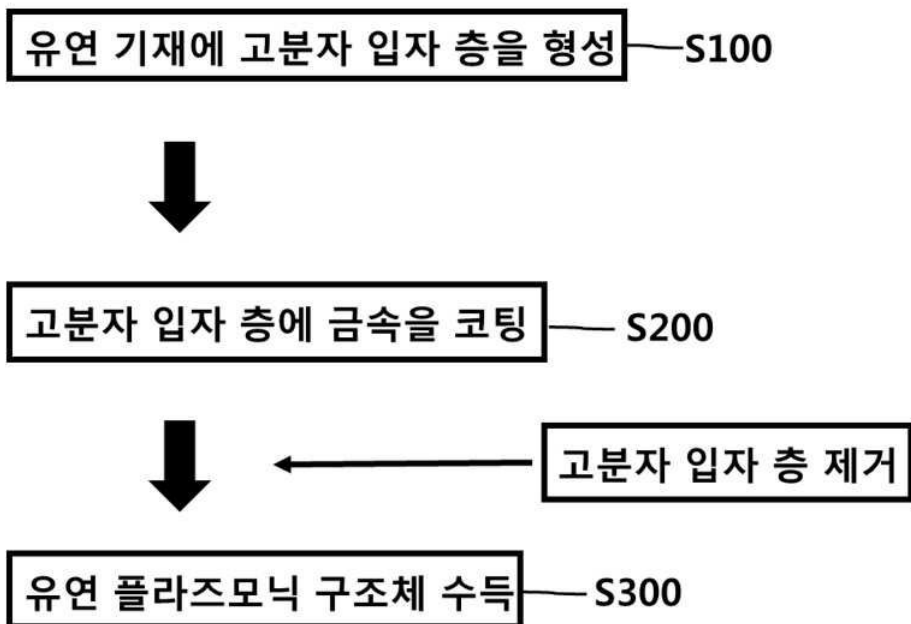 유연 기재에 고분자 입자 층을 형성 S100
고분자 입자 층에 금속을 코팅 S200
고분자 입자 층 제거
유연 플라즈모닉 구조체 수득 S300